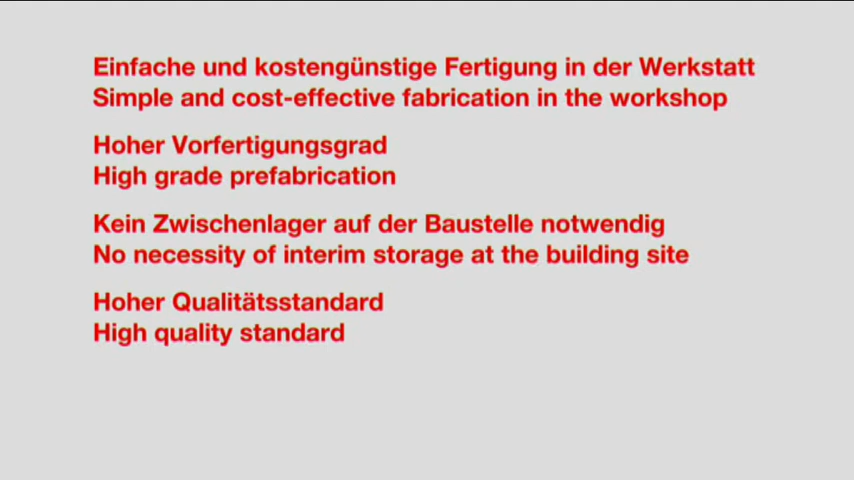 Einfache und kostengünstige Fertigung in der Werkstatt
Simple and cost-effective fabrication in the workshop
Hoher Vorfertigungsgrad
High grade prefabrication
Kein Zwischenlager auf der Baustelle notwendig
No necessity of interim storage at the building site
Hoher Qualitätsstandard
High quality standard